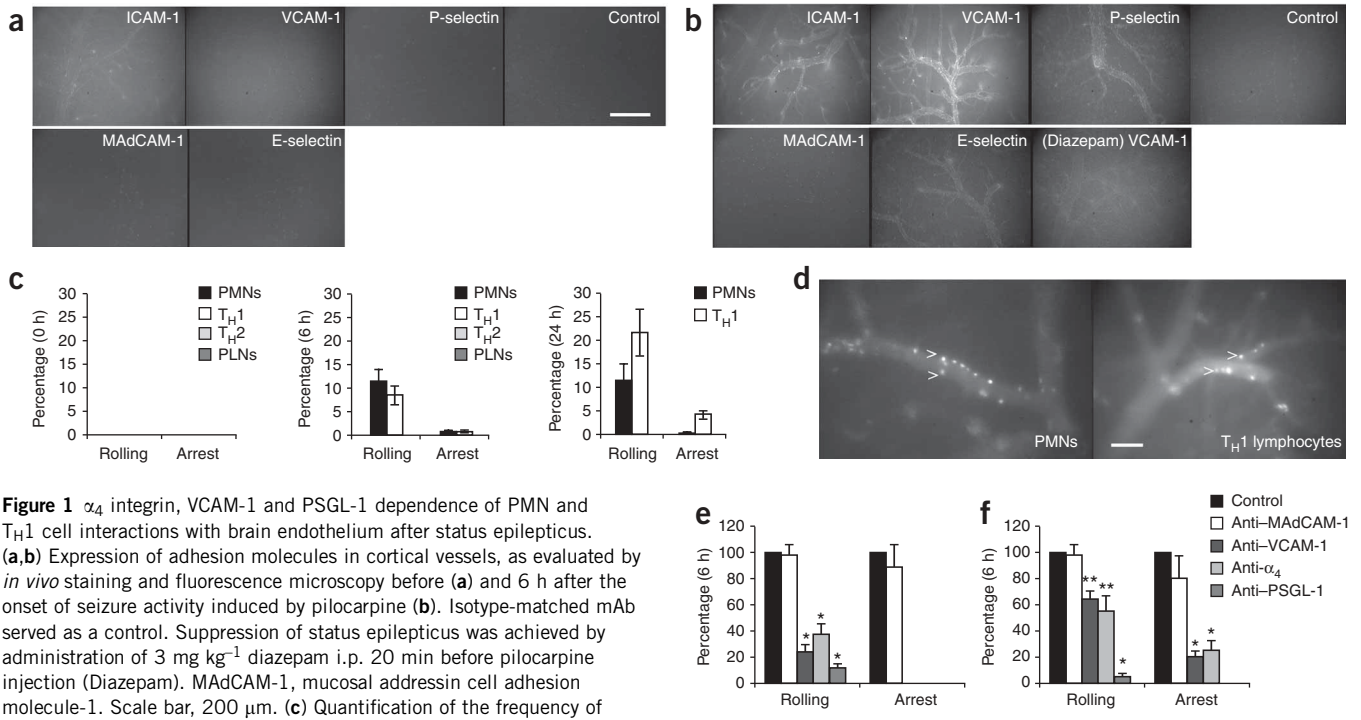 a
ICAM-1
VCAM-1
P-selectin
Control
MAdCAM-1
E-selectin
b
ICAM-1
VCAM-1
P-selectin
Control
MAdCAM-1
E-selectin
(Diazepam) VCAM-1
c
Percentage (0 h)
30
25
20
15
10
5
0
Rolling
Arrest
PMNs
TH1
TH2
PLNs
Percentage (6 h)
30
25
20
15
10
5
0
Rolling
Arrest
PMNs
TH1
TH2
PLNs
Percentage (24 h)
30
25
20
15
10
5
0
Rolling
Arrest
PMNs
TH1
d
>
>
PMNs
>
>
TH1 lymphocytes
Figure 1 α4 integrin, VCAM-1 and PSGL-1 dependence of PMN and
TH1 cell interactions with brain endothelium after status epilepticus.
(a,b) Expression of adhesion molecules in cortical vessels, as evaluated by
in vivo staining and fluorescence microscopy before (a) and 6 h after the
onset of seizure activity induced by pilocarpine (b). Isotype-matched mAb
served as a control. Suppression of status epilepticus was achieved by
administration of 3 mg kg–1 diazepam i.p. 20 min before pilocarpine
injection (Diazepam). MAdCAM-1, mucosal addressin cell adhesion
molecule-1. Scale bar, 200 μm. (c) Quantification of the frequency of
e
Percentage (6 h)
120
100
80
60
40
20
0
*
*
*
Rolling
Arrest
f
Percentage (6 h)
120
100
80
60
40
20
0
**
**
*
*
*
Rolling
Arrest
Control
Anti–MAdCAM-1
Anti–VCAM-1
Anti-α4
Anti–PSGL-1